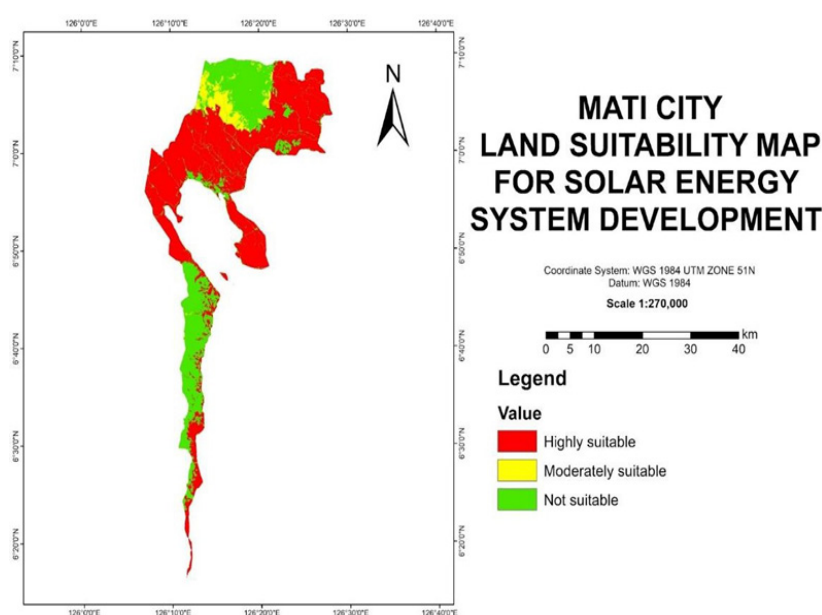 126°0'0"E 126°10'0"E 126°20'0"E 126°30'0"E 126°40'0"E
7°10'0"N 7°10'0"N
N
MATI CITY
LAND SUITABILITY MAP
FOR SOLAR ENERGY
SYSTEM DEVELOPMENT
7°0'0"N 7°0'0"N
6°50'0"N 6°50'0"N
Coordinate System: WGS 1984 UTM ZONE 51N
Datum: WGS 1984
Scale 1:270,000
km
0 5 10 20 30 40
6°40'0"N 6°40'0"N
Legend
Value
Highly suitable
6°30'0"N 6°30'0"N
Moderately suitable
Not suitable
6°20'0"N 6°20'0"N
126°0'0"E 126°10'0"E 126°20'0"E 126°30'0"E 126°40'0"E